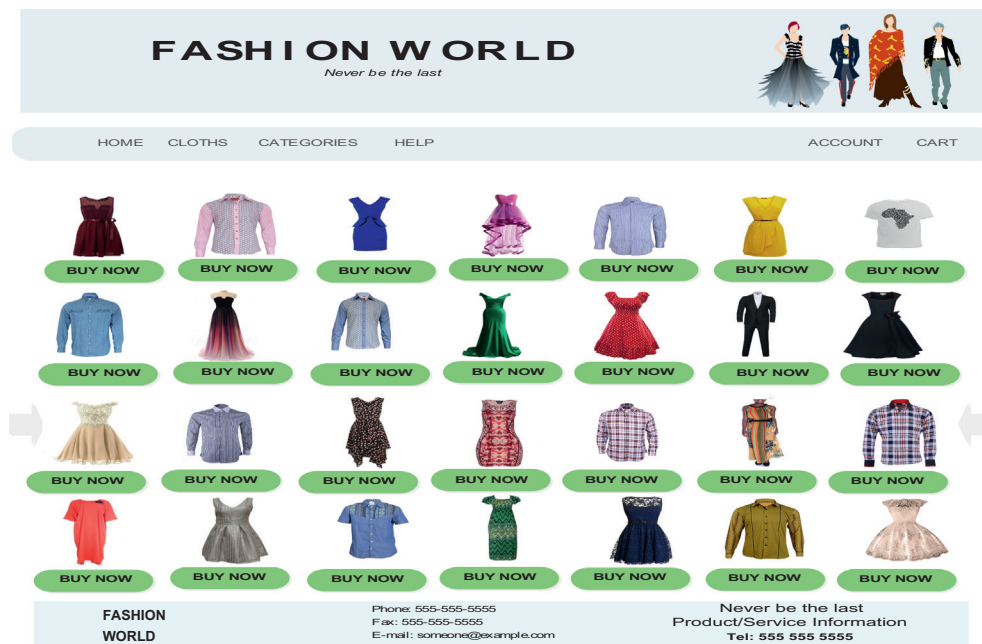 FASHION WORLD
Never be the last
HOME CLOTHS CATEGORIES HELP ACCOUNT CART
BUY NOW BUY NOW BUY NOW BUY NOW BUY NOW BUY NOW BUY NOW
BUY NOW BUY NOW BUY NOW BUY NOW BUY NOW BUY NOW BUY NOW
BUY NOW BUY NOW BUY NOW BUY NOW BUY NOW BUY NOW BUY NOW
BUY NOW BUY NOW BUY NOW BUY NOW BUY NOW BUY NOW BUY NOW
FASHION
WORLD
Phone: 555-555-5555
Fax: 555-555-5555
E-mail: someone@example.com
Never be the last
Product/Service Information
Tel: 555 555 5555